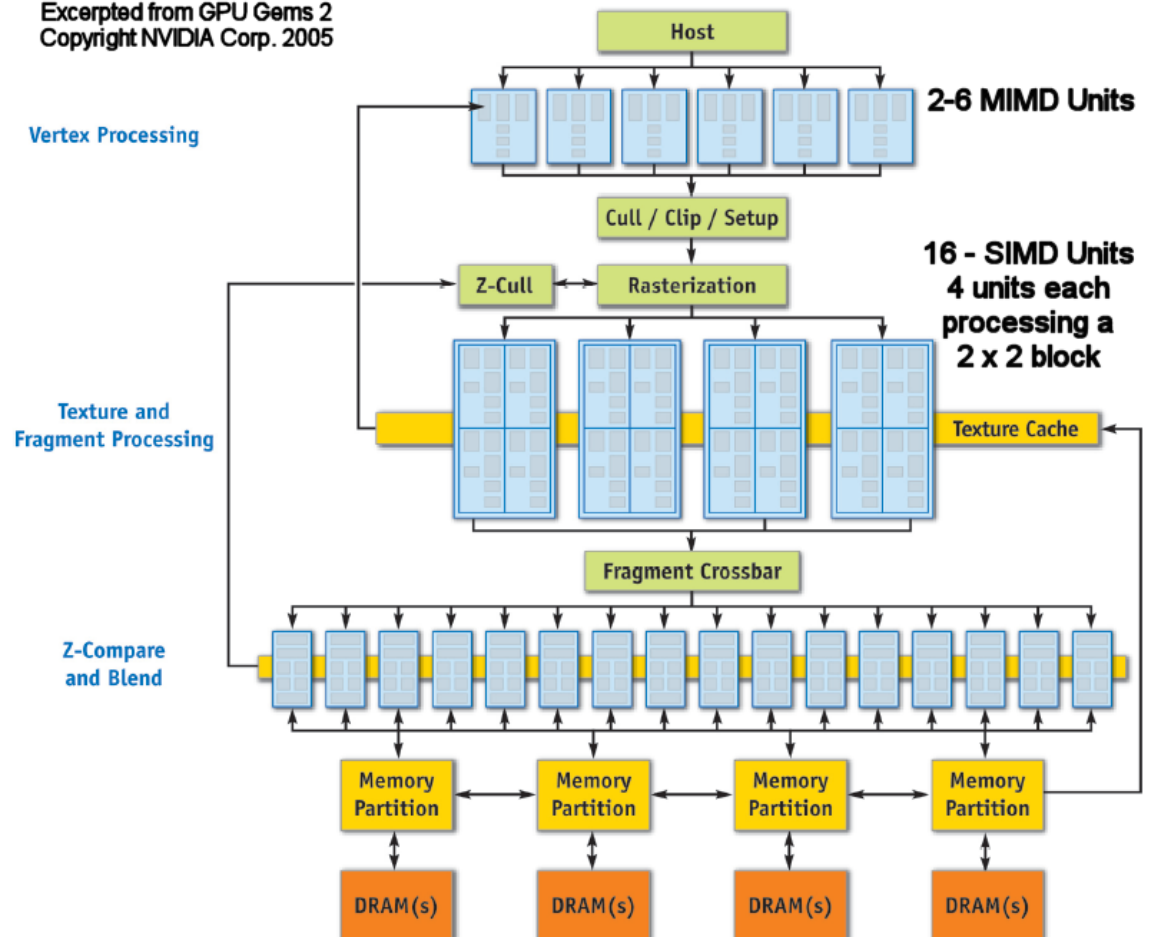 Excerpted from GPU Gems 2
Copyright NVIDIA Corp. 2005
Host
2-6 MIMD Units
Vertex Processing
Cull / Clip / Setup
16 - SIMD Units
4 units each
processing a
2 x 2 block
Z-Cull
Rasterization
Texture and
Fragment Processing
Texture Cache
Fragment Crossbar
Z-Compare
and Blend
Memory
Partition
Memory
Partition
Memory
Partition
Memory
Partition
DRAM(s)
DRAM(s)
DRAM(s)
DRAM(s)